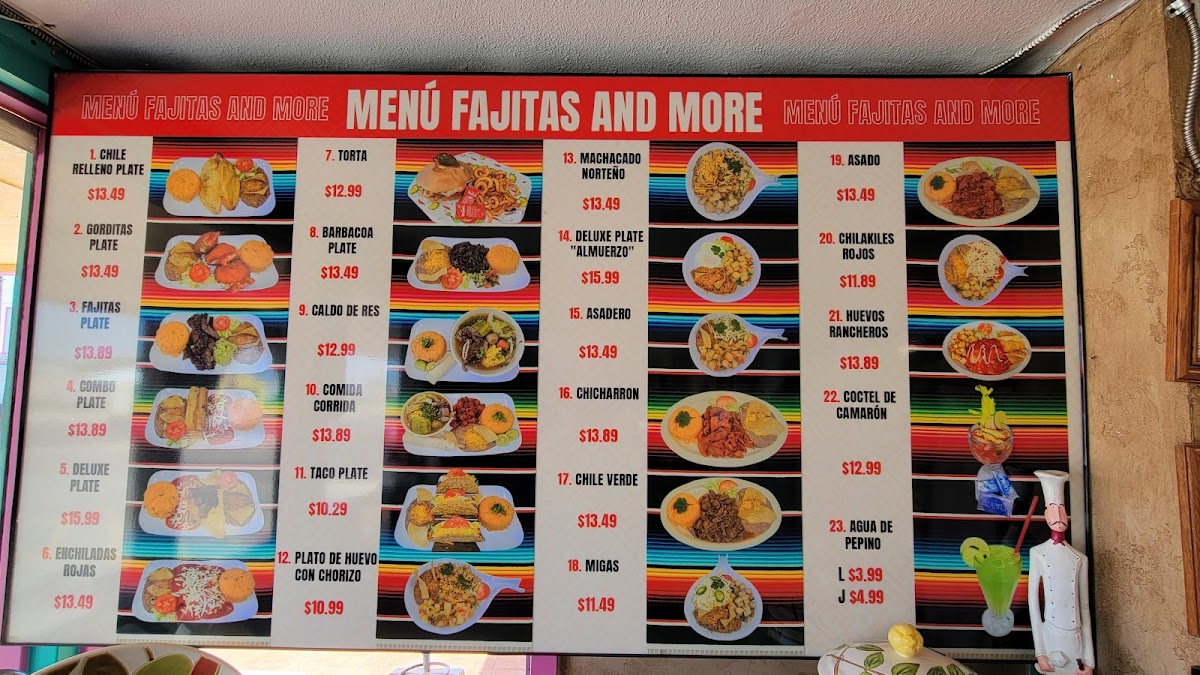 MENÚ FAJITAS AND MORE MENÚ FAJITAS AND MORE MENÚ FAJITAS AND MORE
1. CHILE
RELLENO PLATE
$13.49
2. GORDITAS
PLATE
$13.49
3. FAJITAS
PLATE
$13.89
4. COMBO
PLATE
$13.89
5. DELUXE
PLATE
$15.99
6. ENCHILADAS
ROJAS
$13.49
7. TORTA
$12.99
8. BARBACOA
PLATE
$13.49
9. CALDO DE RES
$12.99
10. COMIDA
CORRIDA
$13.89
11. TACO PLATE
$10.29
12. PLATO DE HUEVO
CON CHORIZO
$10.99
13. MACHACADO
NORTEÑO
$13.49
14. DELUXE PLATE
"ALMUERZO"
$15.99
15. ASADERO
$13.49
16. CHICHARRON
$13.89
17. CHILE VERDE
$13.49
18. MIGAS
$11.49
19. ASADO
$13.49
20. CHILAKILES
ROJOS
$11.89
21. HUEVOS
RANCHEROS
$13.89
22. COCTEL DE
CAMARÓN
$12.99
23. AGUA DE
PEPINO
L $3.99
J $4.99